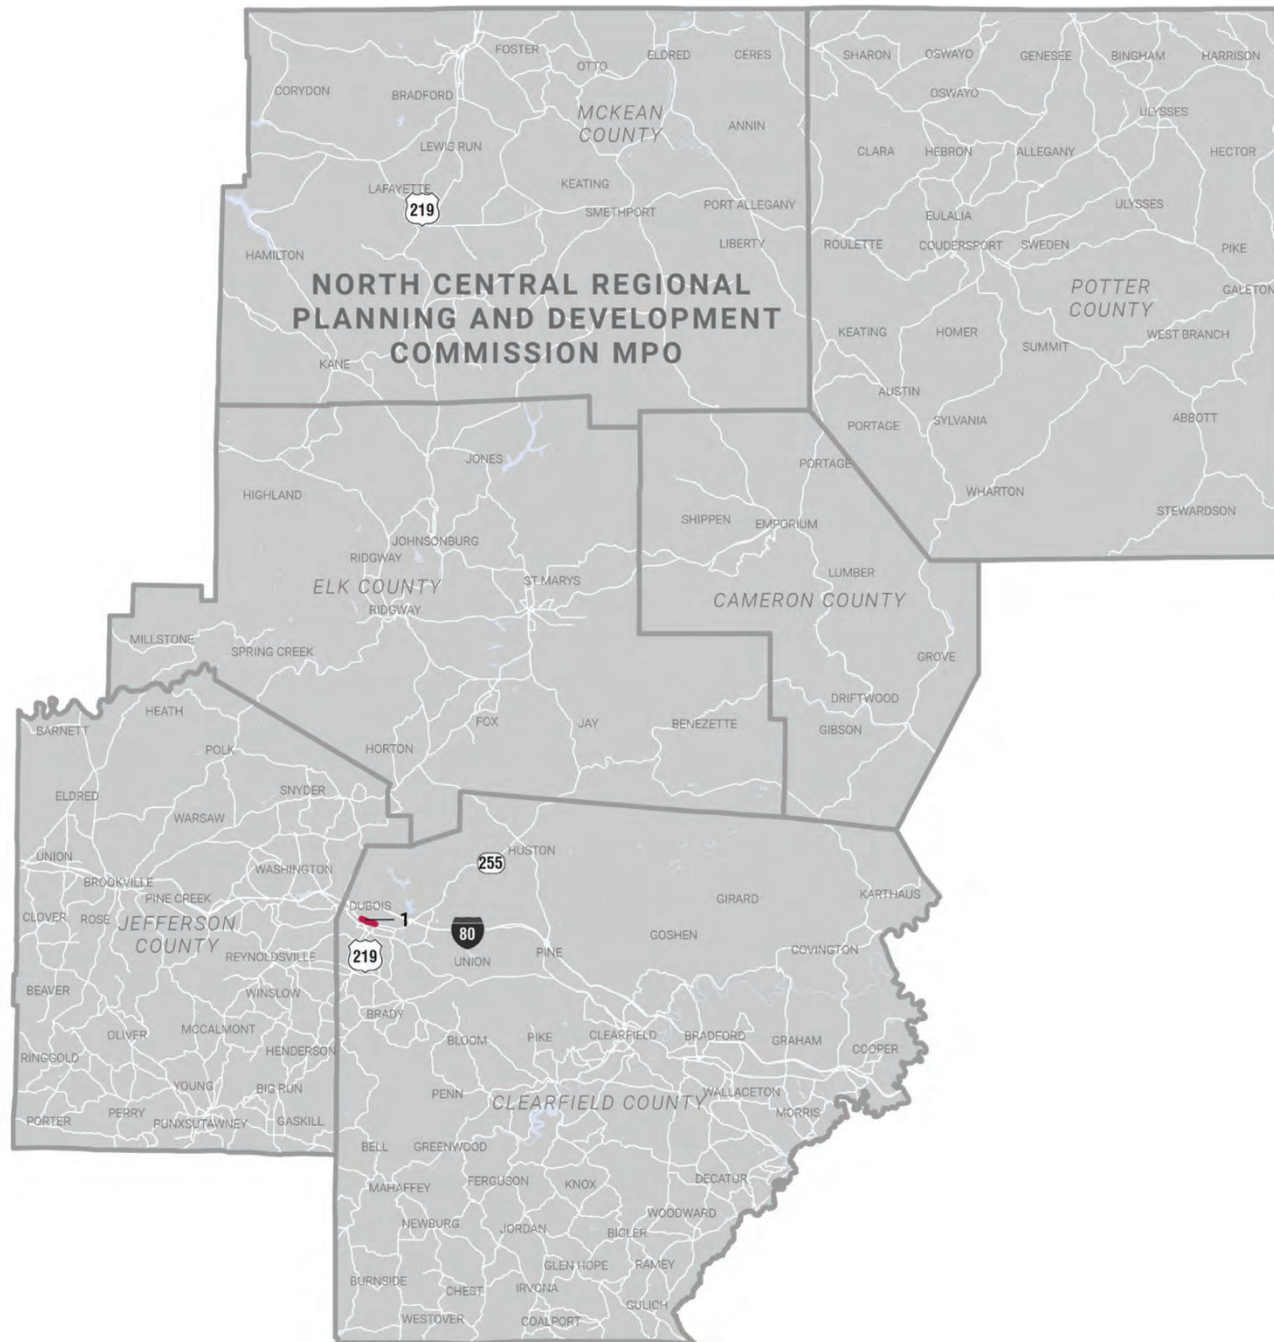 FOSTER
ELDRED
CERES
OTTO
SHARON
OSWAYO
GENESEE
BINGHAM
HARRISON
CORYDON
BRADFORD
OSWAYO
MCKEAN
COUNTY
ULYSSES
ANNIN
LEWIS RUN
CLARA
HEBRON
ALLEGANY
HECTOR
LAFAYETTE
KEATING
219
SMETHPORT
PORT ALLEGANY
EULALIA
ULYSSES
HAMILTON
LIBERTY
ROULETTE
COUDERSPORT
SWEDEN
PIKE
NORTH CENTRAL REGIONAL
PLANNING AND DEVELOPMENT
COMMISSION MPO
POTTER
COUNTY
GALETON
KANE
KEATING
HOMER
SUMMIT
WEST BRANCH
AUSTIN
PORTAGE
SYLVANIA
ABBOTT
JONES
PORTAGE
HIGHLAND
WHARTON
STEWARDSON
SHIPPEN
EMPORIUM
JOHNSONBURG
RIDGWAY
ELK COUNTY
ST MARYS
LUMBER
CAMERON COUNTY
RIDGWAY
MILLSTONE
SPRING CREEK
GROVE
DRIFTWOOD
HEATH
BARNETT
FOX
JAY
BENEZETTE
GIBSON
POLK
HORTON
ELDRED
SNYDER
WARSAW
UNION
HUSTON
255
WASHINGTON
BROOKVILLE
PINE CREEK
DUBOIS
GIRARD
KARTHAUS
CLOVER
ROSE
JEFFERSON
COUNTY
1
80
GOSHEN
REYNOLDSVILLE
219
UNION
PINE
COVINGTON
BEAVER
WINSLOW
BRADY
OLIVER
MCCALMONT
BLOOM
PIKE
CLEARFIELD
BRADFORD
GRAHAM
COOPER
RINGGOLD
HENDERSON
YOUNG
BIG RUN
PENN
CLEARFIELD COUNTY
WALLACETON
MORRIS
PORTER
PERRY
PUNXSUTAWNEY
GASKILL
BELL
GREENWOOD
MAHAFFEY
FERGUSON
KNOX
DECATUR
NEWBURG
JORDAN
BIGLER
WOODWARD
GLEN HOPE
RAMEY
BURNSIDE
CHEST
IRVONA
GULICH
WESTOVER
COALPORT